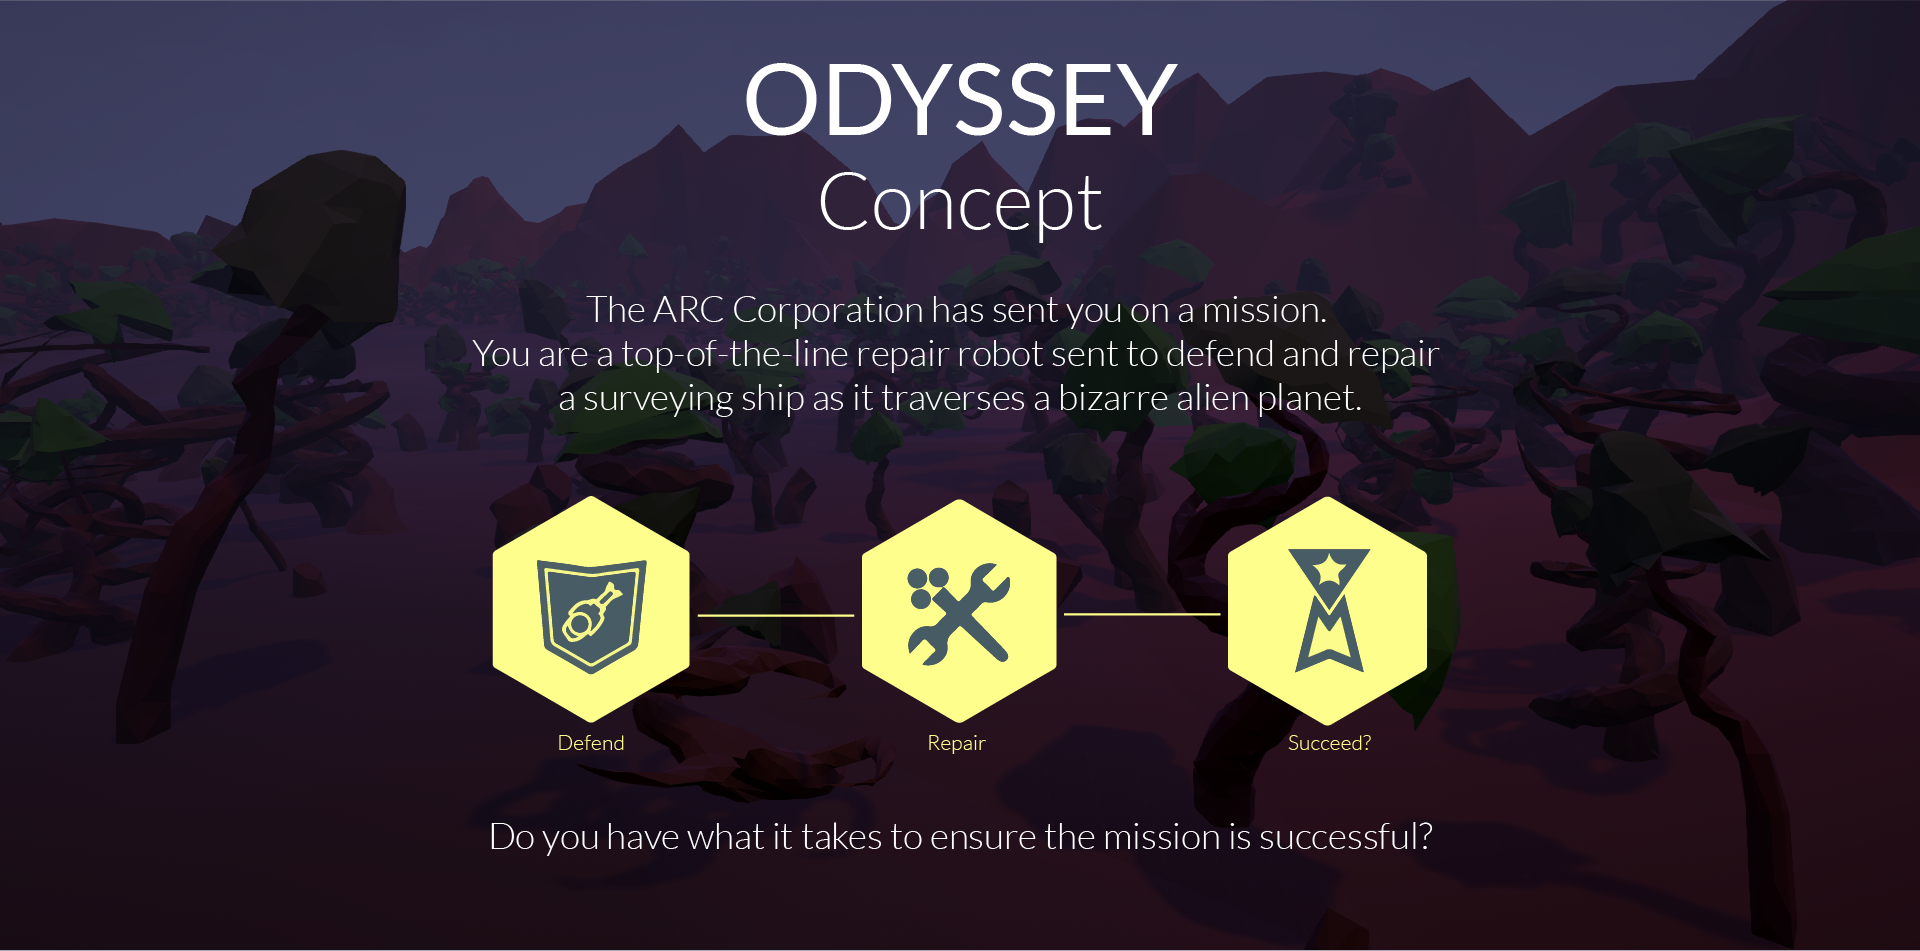 ODYSSEY
Concept
The ARC Corporation has sent you on a mission.
You are a top-of-the-line repair robot sent to defend and repair
a surveying ship as it traverses a bizarre alien planet.
Defend
Repair
Succeed?
Do you have what it takes to ensure the mission is successful?